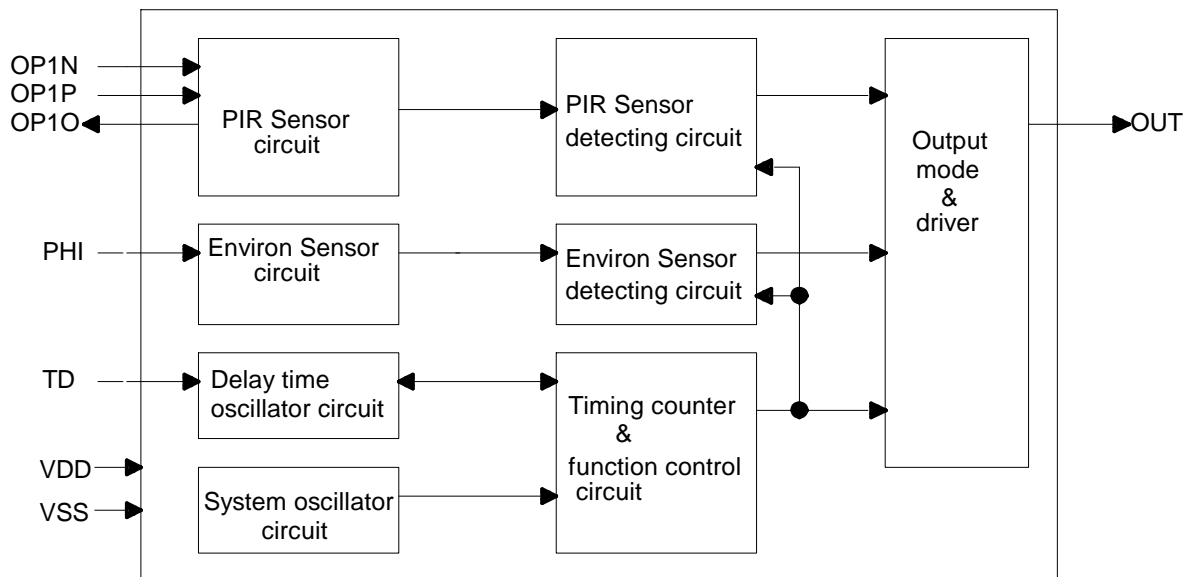 OP1N
OP1P
OP1O
PIR Sensor
circuit
PIR Sensor
detecting circuit
Output
mode
&
driver
OUT
PHI
Environ Sensor
circuit
Environ Sensor
detecting circuit
TD
Delay time
oscillator circuit
Timing counter
&
function control
circuit
VDD
VSS
System oscillator
circuit